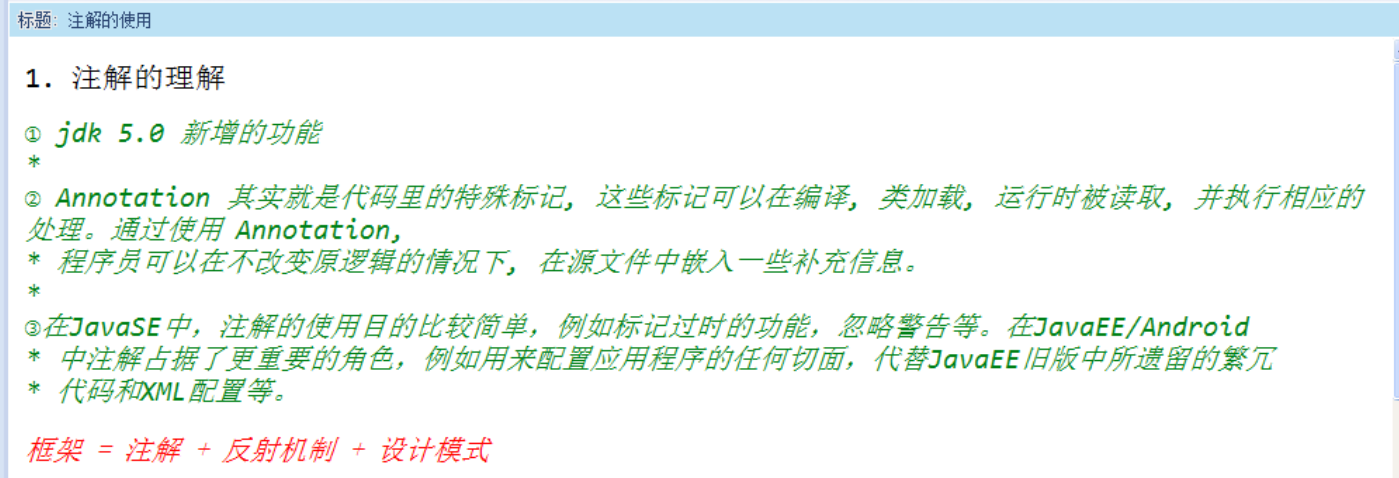 标题: 注解的使用
1. 注解的理解
① jdk 5.0 新增的功能
*
② Annotation 其实就是代码里的特殊标记, 这些标记可以在编译, 类加载, 运行时被读取, 并执行相应的
处理。通过使用 Annotation,
* 程序员可以在不改变原逻辑的情况下, 在源文件中嵌入一些补充信息。
*
③在JavaSE中，注解的使用目的比较简单，例如标记过时的功能，忽略警告等。在JavaEE/Android
* 中注解占据了更重要的角色，例如用来配置应用程序的任何切面，代替JavaEE旧版中所遗留的繁冗
* 代码和XML配置等。
框架 = 注解 + 反射机制 + 设计模式